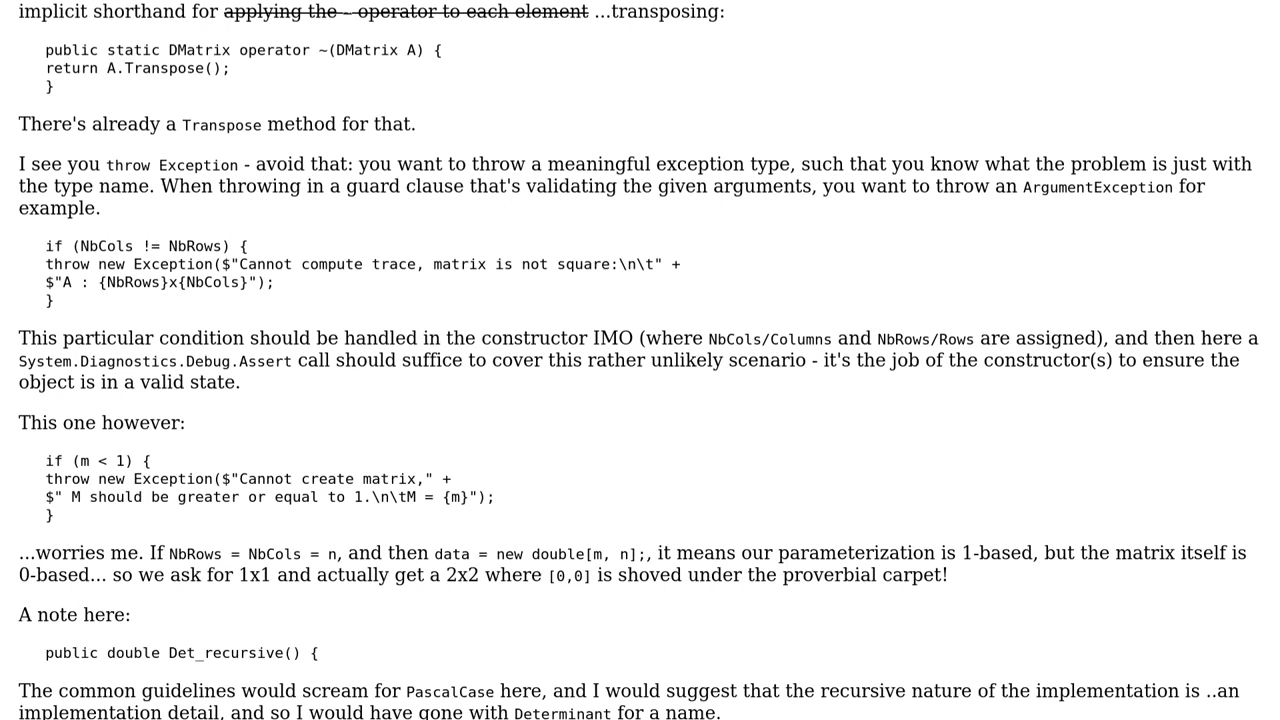 implicit shorthand for applying the ~ operator to each element ...transposing:
public static DMatrix operator ~(DMatrix A) {
return A.Transpose();
}
There's already a Transpose method for that.
I see you throw Exception - avoid that: you want to throw a meaningful exception type, such that you know what the problem is just with
the type name. When throwing in a guard clause that's validating the given arguments, you want to throw an ArgumentException for
example.
if (NbCols != NbRows) {
throw new Exception($"Cannot compute trace, matrix is not square:\n\t" +
$"A : {NbRows}x{NbCols}");
}
This particular condition should be handled in the constructor IMO (where NbCols/Columns and NbRows/Rows are assigned), and then here a
System.Diagnostics.Debug.Assert call should suffice to cover this rather unlikely scenario - it's the job of the constructor(s) to ensure the
object is in a valid state.
This one however:
if (m < 1) {
throw new Exception($"Cannot create matrix," +
$" M should be greater or equal to 1.\n\tM = {m}");
}
...worries me. If NbRows = NbCols = n, and then data = new double[m, n];, it means our parameterization is 1-based, but the matrix itself is
0-based... so we ask for 1x1 and actually get a 2x2 where [0,0] is shoved under the proverbial carpet!
A note here:
public double Det_recursive() {
The common guidelines would scream for PascalCase here, and I would suggest that the recursive nature of the implementation is ..an
implementation detail, and so I would have gone with Determinant for a name.